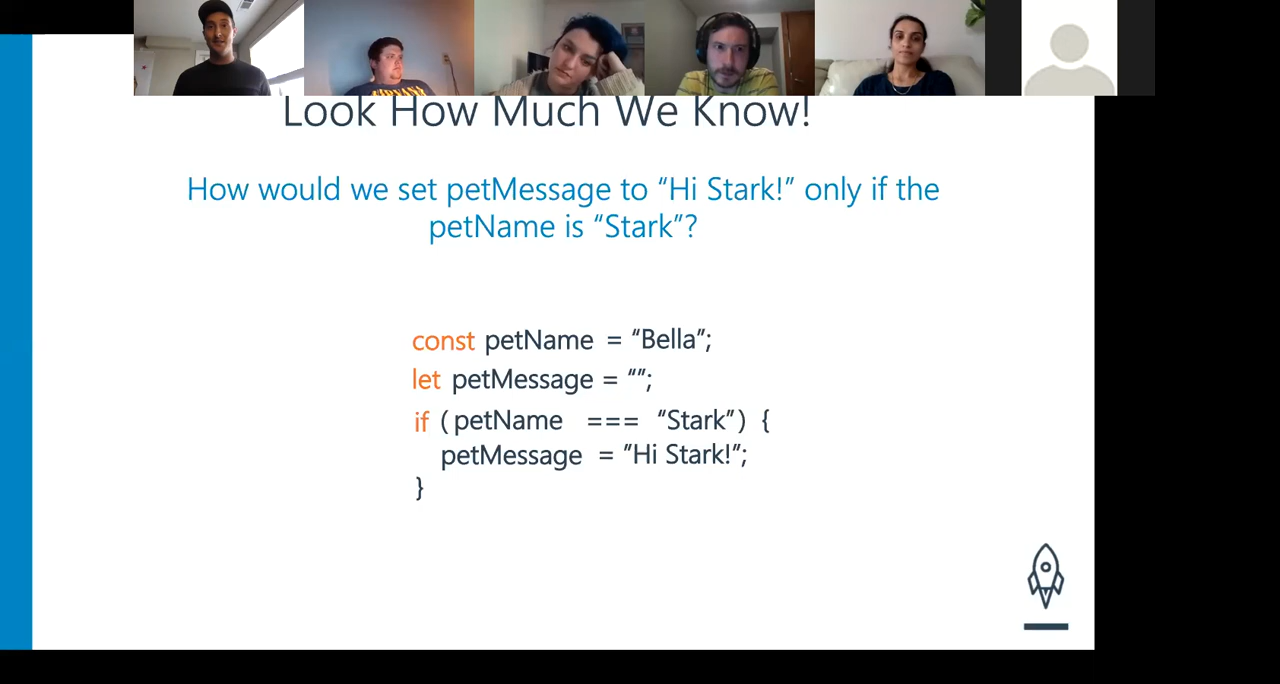 Look How Much We Know!
How would we set petMessage to “Hi Stark!” only if the
petName is “Stark”?
const petName = “Bella”;
let petMessage = “”;
if (petName === “Stark”) {
petMessage = ”Hi Stark!”;
}